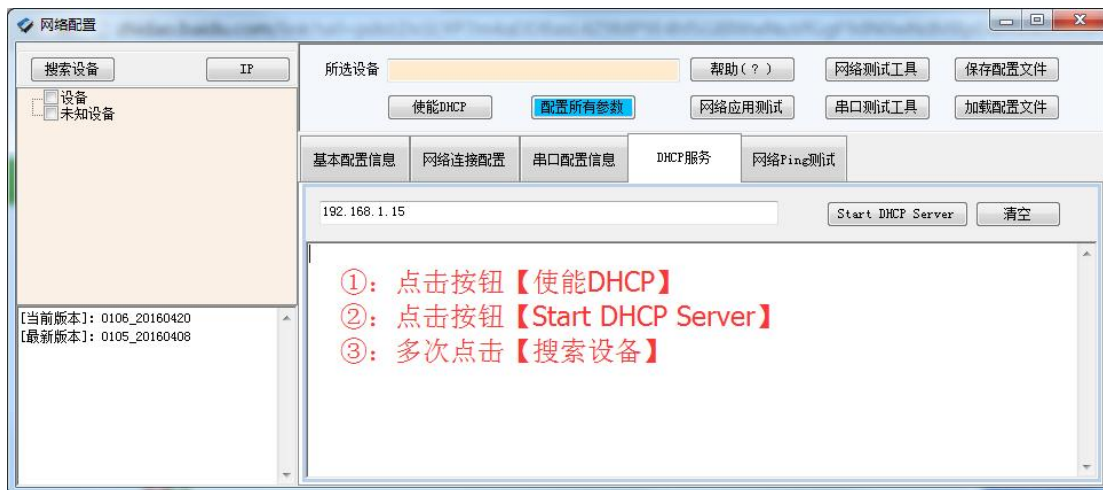 网络配置
搜索设备
IP
设备
未知设备
[当前版本]: 0106_20160420
[最新版本]: 0105_20160408
所选设备
帮助(？)
网络测试工具
保存配置文件
使能DHCP
配置所有参数
网络应用测试
串口测试工具
加载配置文件
基本配置信息
网络连接配置
串口配置信息
DHCP服务
网络Ping测试
192.168.1.15
Start DHCP Server
清空
①：点击按钮【使能DHCP】
②：点击按钮【Start DHCP Server】
③：多次点击【搜索设备】